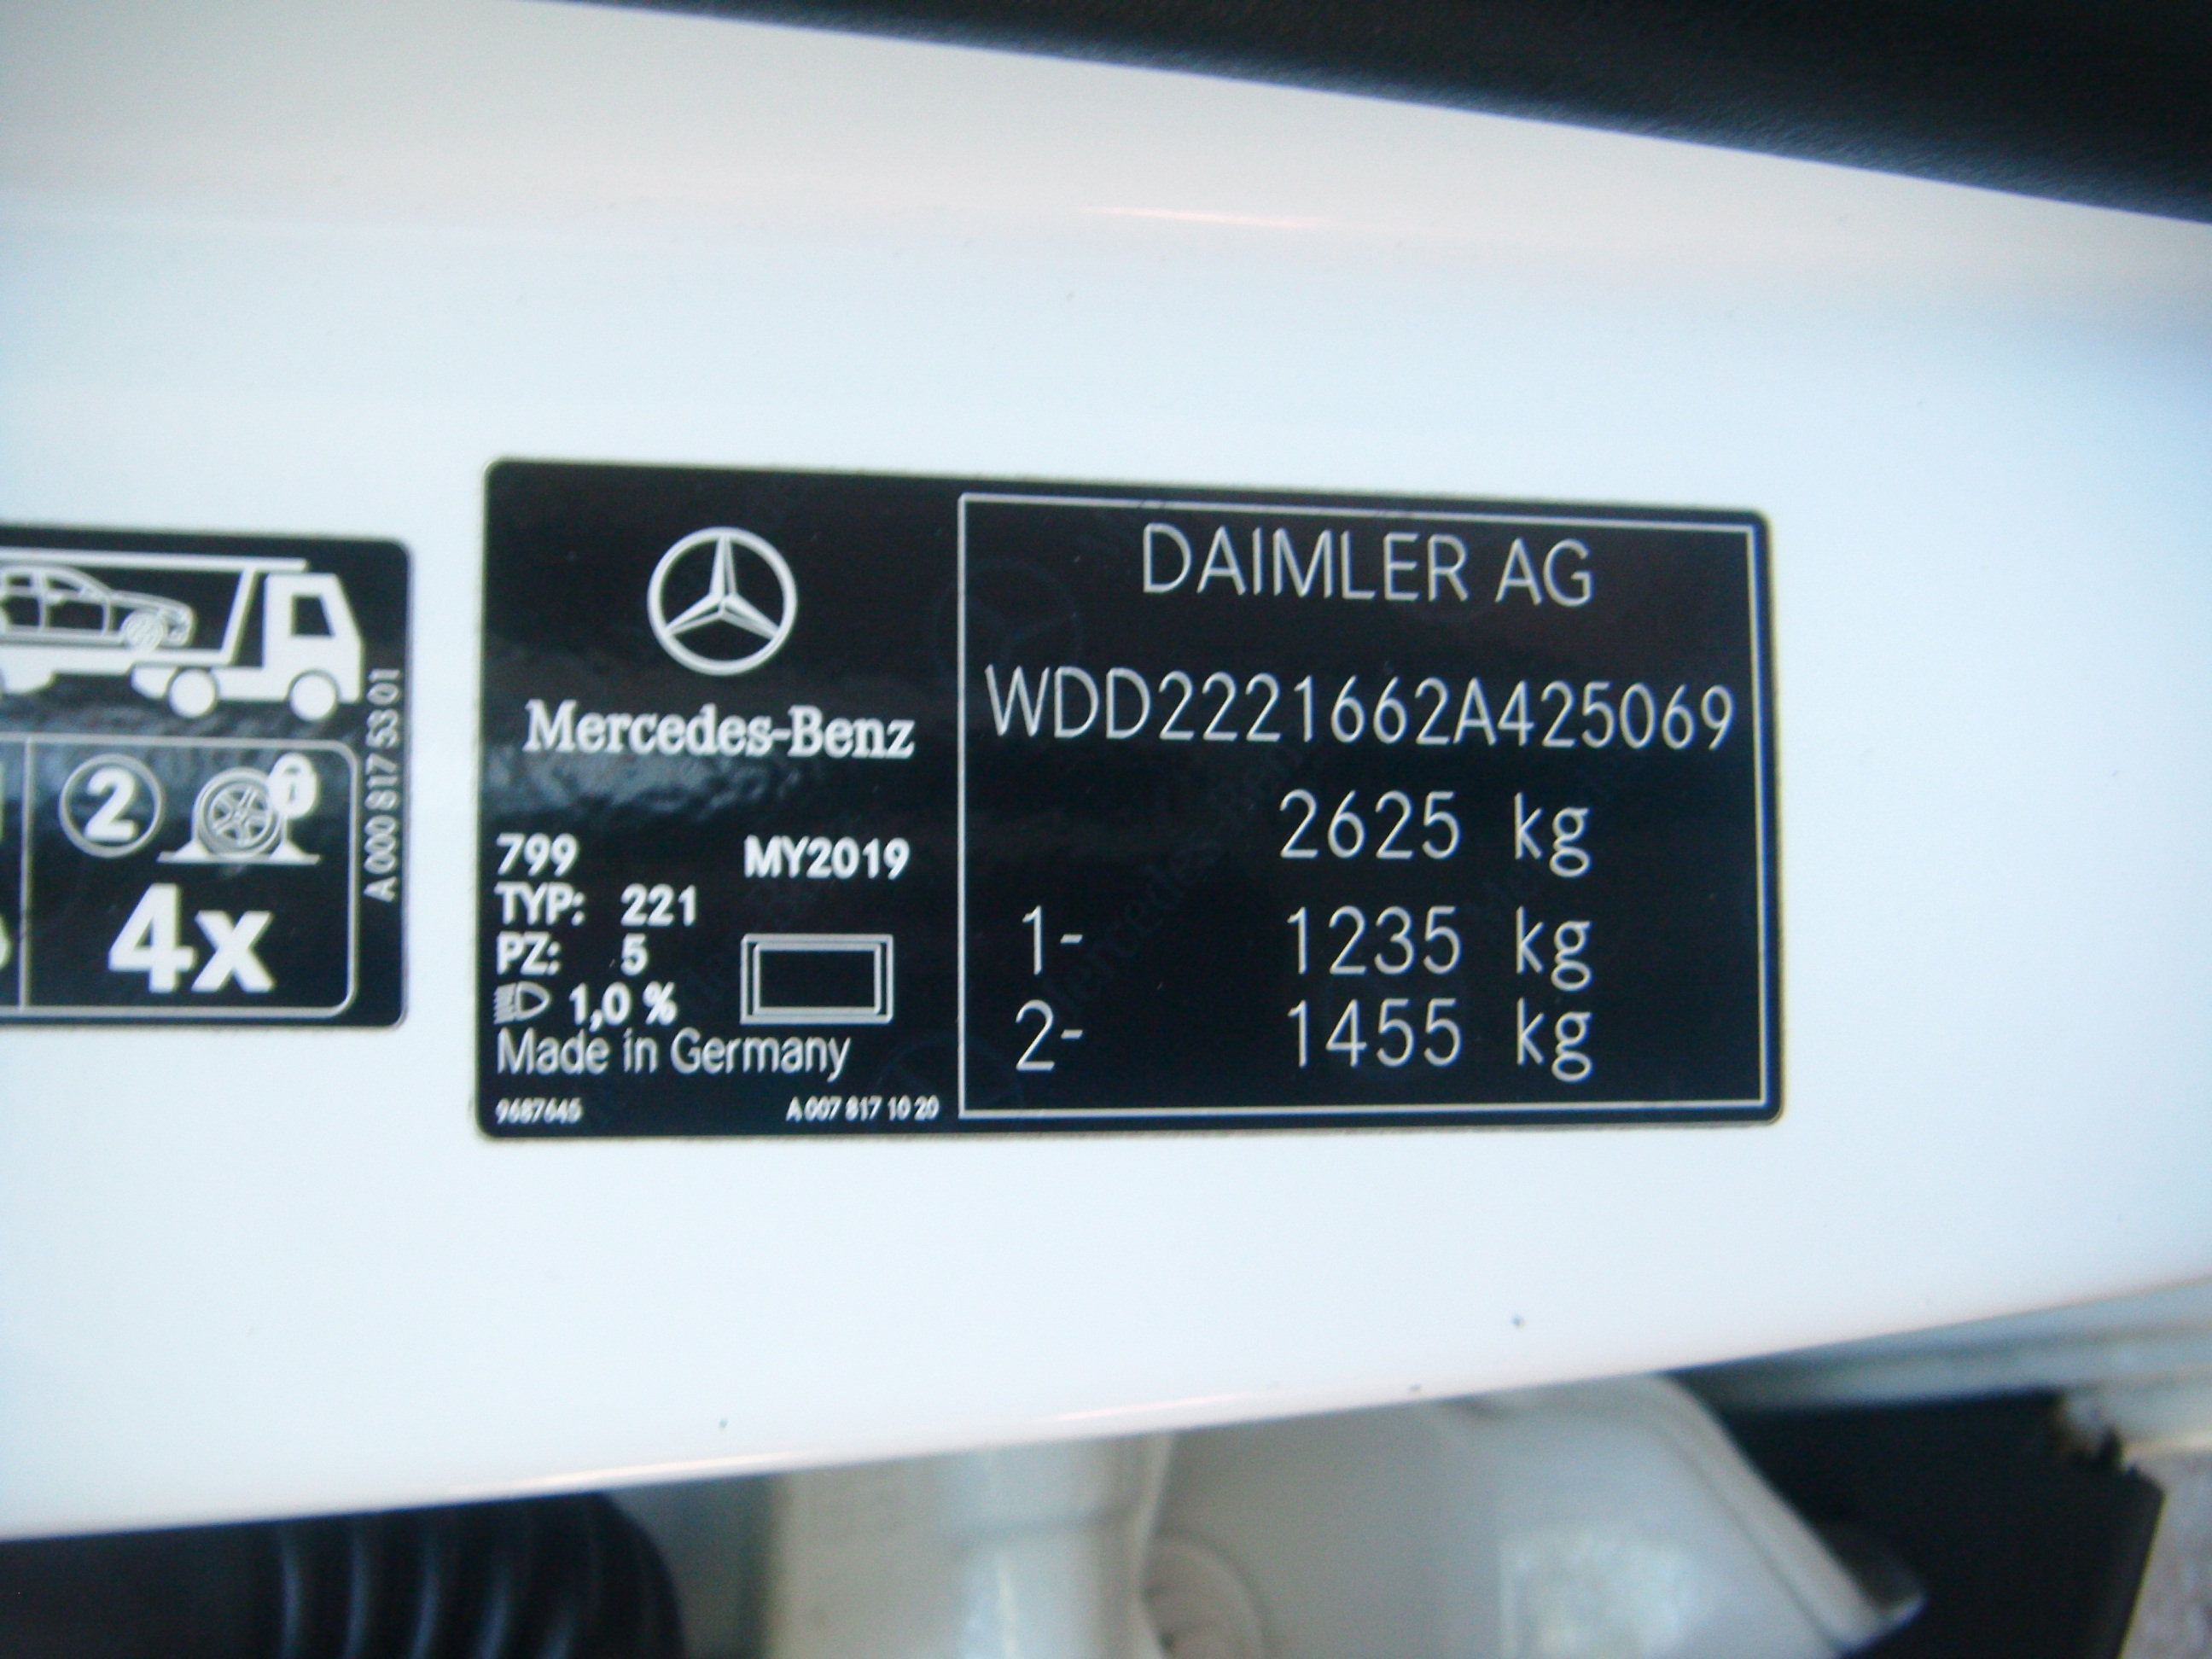 2
4x
A 000 817 53 01
Mercedes-Benz
799 MY2019
TYP: 221
PZ: 5
1,0 %
Made in Germany
9687645 A 007 817 10 20
DAIMLER AG
WDD2221662A425069
2625 kg
1- 1235 kg
2- 1455 kg